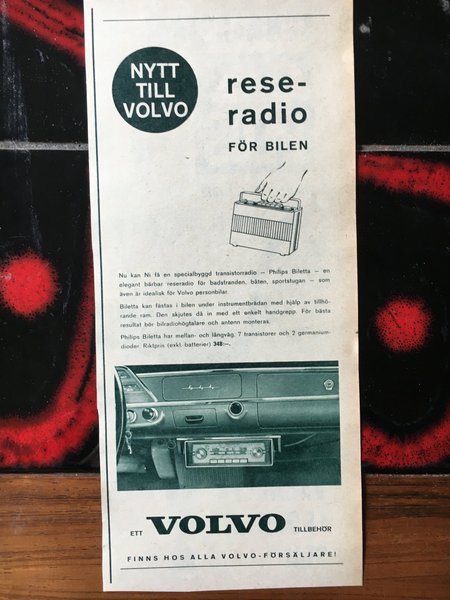 NYTT
TILL
VOLVO
rese-
radio
FÖR BILEN
Nu kan Ni få en specialbyggd transistorradio — Philips Biletta — en
elegant bärbar reseradio för badstranden, båten, sportstugan — som
även är idealisk för Volvo personbilar.
Biletta kan fästas i bilen under instrumentbrädan med hjälp av tillhö-
rande ram. Den skjutes då in med ett enkelt handgrepp. För bästa
resultat bör bilradiohögtalare och antenn monteras.
Philips Biletta har mellan- och långväg, 7 transistorer och 2 germanium-
dioder. Riktpris (exkl. batterier) 348:—.
ETT VOLVO TILLBEHÖR
FINNS HOS ALLA VOLVO-FÖRSÄLJARE!